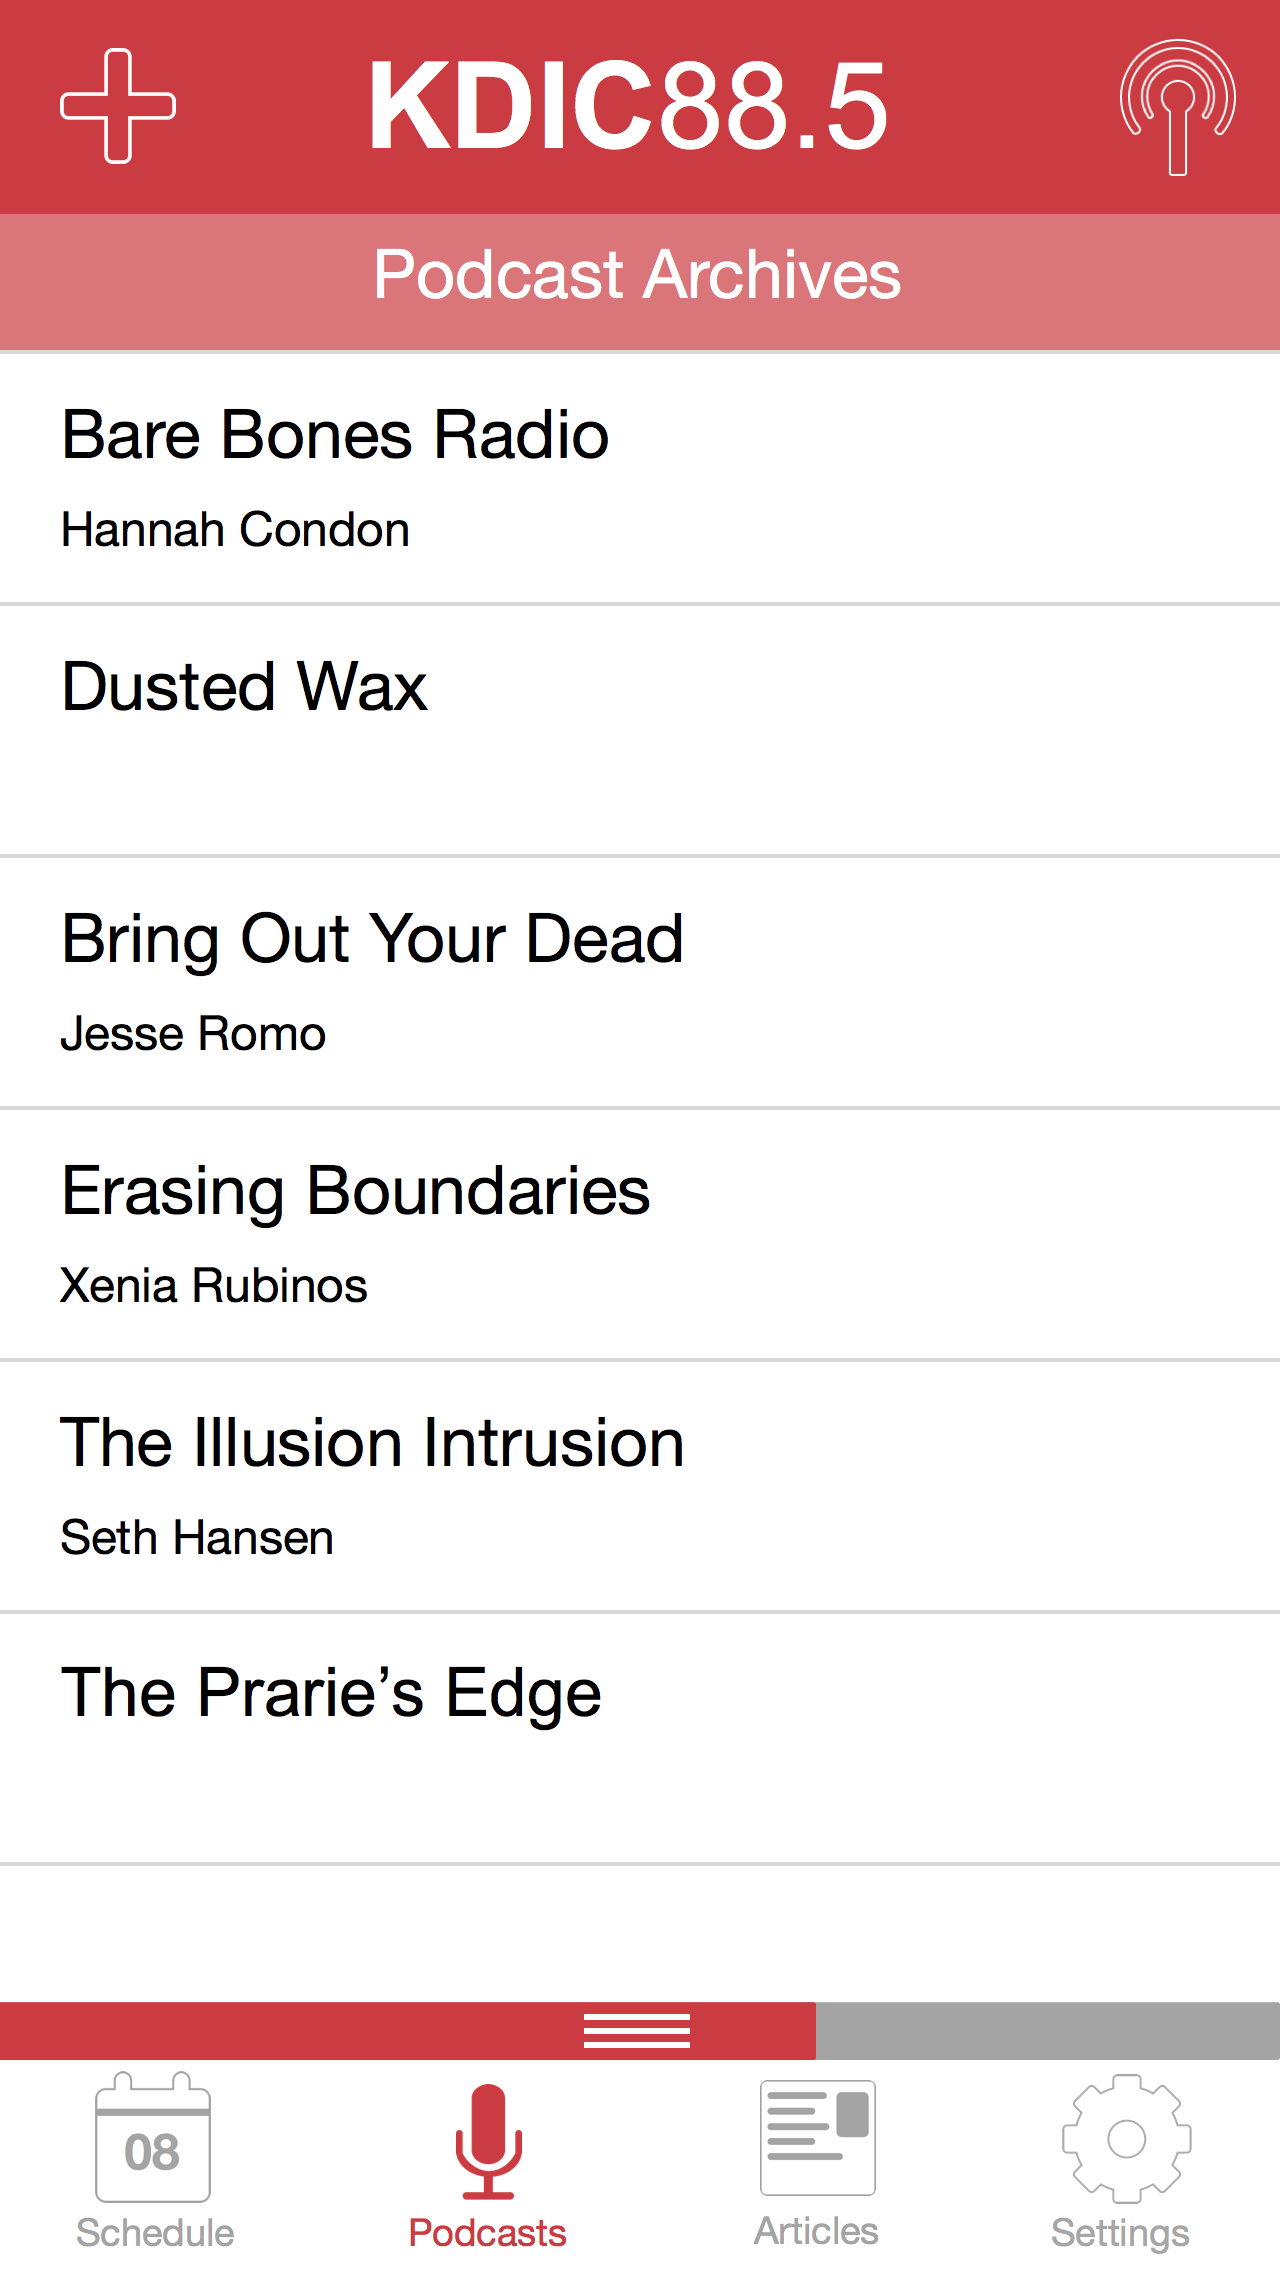 KDIC88.5
Podcast Archives
Bare Bones Radio
Hannah Condon
Dusted Wax
Bring Out Your Dead
Jesse Romo
Erasing Boundaries
Xenia Rubinos
The Illusion Intrusion
Seth Hansen
The Prarie’s Edge
08
Schedule
Podcasts
Articles
Settings